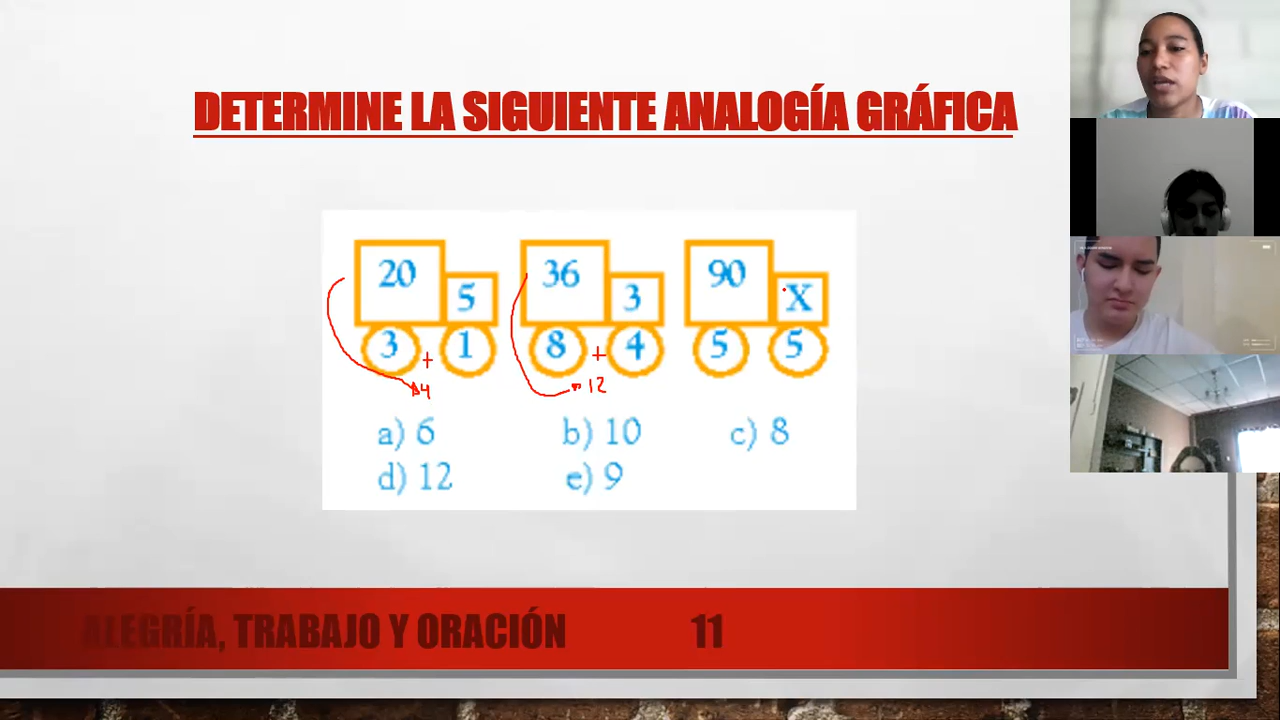 DETERMINE LA SIGUIENTE ANALOGÍA GRÁFICA
20 5 36 3 90 X
3 + 1 8 + 4 5 5
4 12
a) 6 b) 10 c) 8
d) 12 e) 9
ALEGRÍA, TRABAJO Y ORACIÓN 11